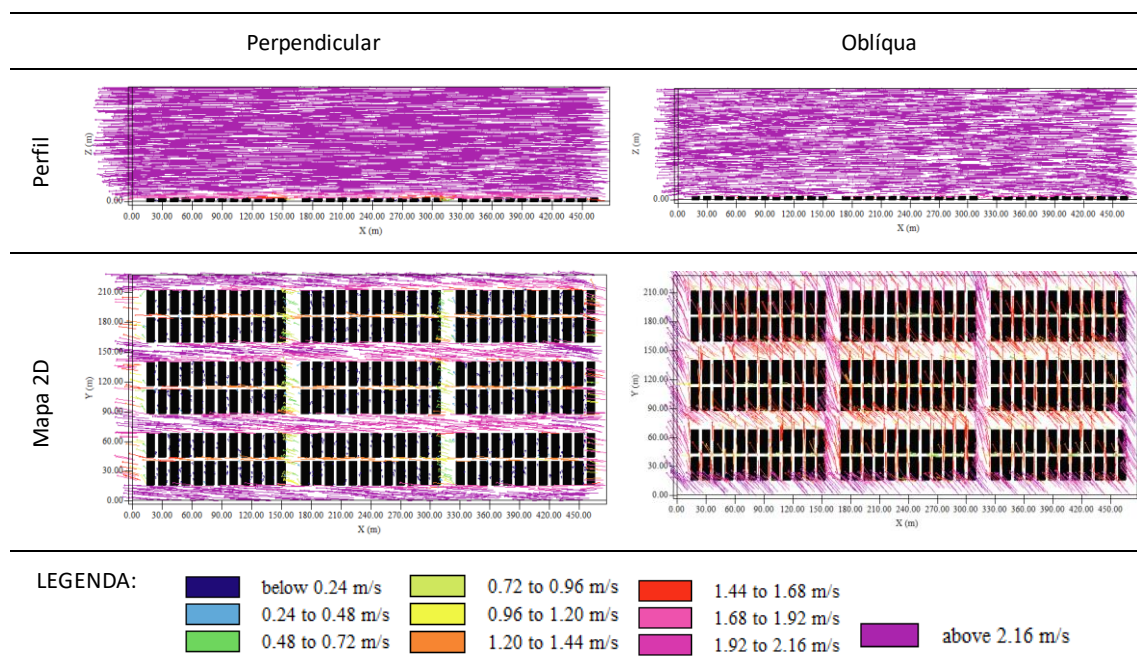 Perpendicular
Oblíqua
Perfil
Z (m)
0.00
0.00 30.00 60.00 90.00 120.00 150.00 180.00 210.00 240.00 270.00 300.00 330.00 360.00 390.00 420.00 450.00
X (m)
Z (m)
0.00
0.00 30.00 60.00 90.00 120.00 150.00 180.00 210.00 240.00 270.00 300.00 330.00 360.00 390.00 420.00 450.00
X (m)
Mapa 2D
Y (m)
210.00
180.00
150.00
120.00
90.00
60.00
30.00
0.00
0.00 30.00 60.00 90.00 120.00 150.00 180.00 210.00 240.00 270.00 300.00 330.00 360.00 390.00 420.00 450.00
X (m)
Y (m)
210.00
180.00
150.00
120.00
90.00
60.00
30.00
0.00
0.00 30.00 60.00 90.00 120.00 150.00 180.00 210.00 240.00 270.00 300.00 330.00 360.00 390.00 420.00 450.00
X (m)
LEGENDA:
below 0.24 m/s
0.24 to 0.48 m/s
0.48 to 0.72 m/s
0.72 to 0.96 m/s
0.96 to 1.20 m/s
1.20 to 1.44 m/s
1.44 to 1.68 m/s
1.68 to 1.92 m/s
1.92 to 2.16 m/s
above 2.16 m/s